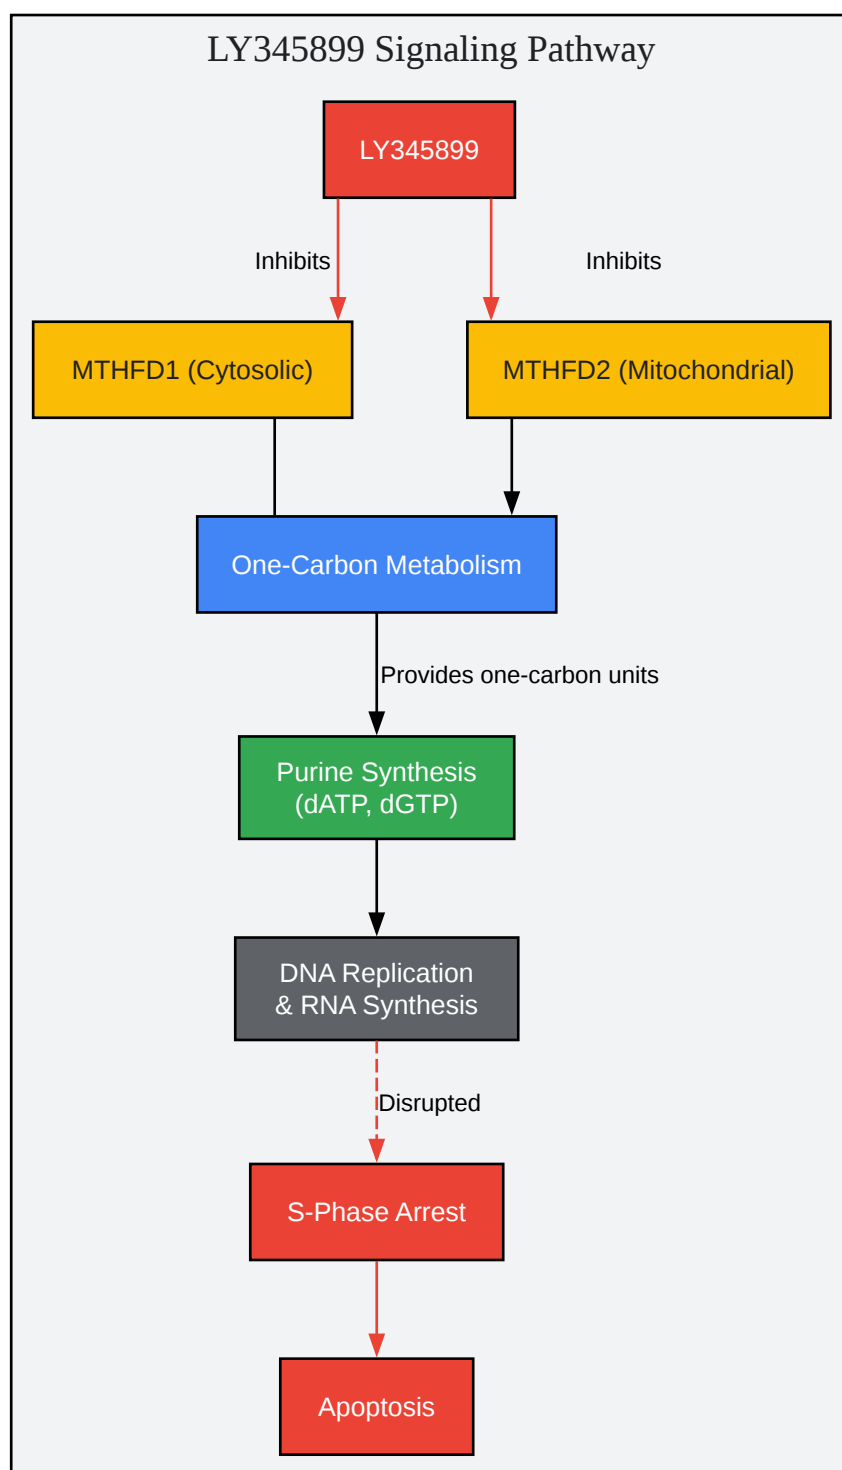 LY345899 Signaling Pathway
LY345899
Inhibits
Inhibits
MTHFD1 (Cytosolic)
MTHFD2 (Mitochondrial)
One-Carbon Metabolism
Provides one-carbon units
Purine Synthesis
(dATP, dGTP)
DNA Replication
& RNA Synthesis
Disrupted
S-Phase Arrest
Apoptosis